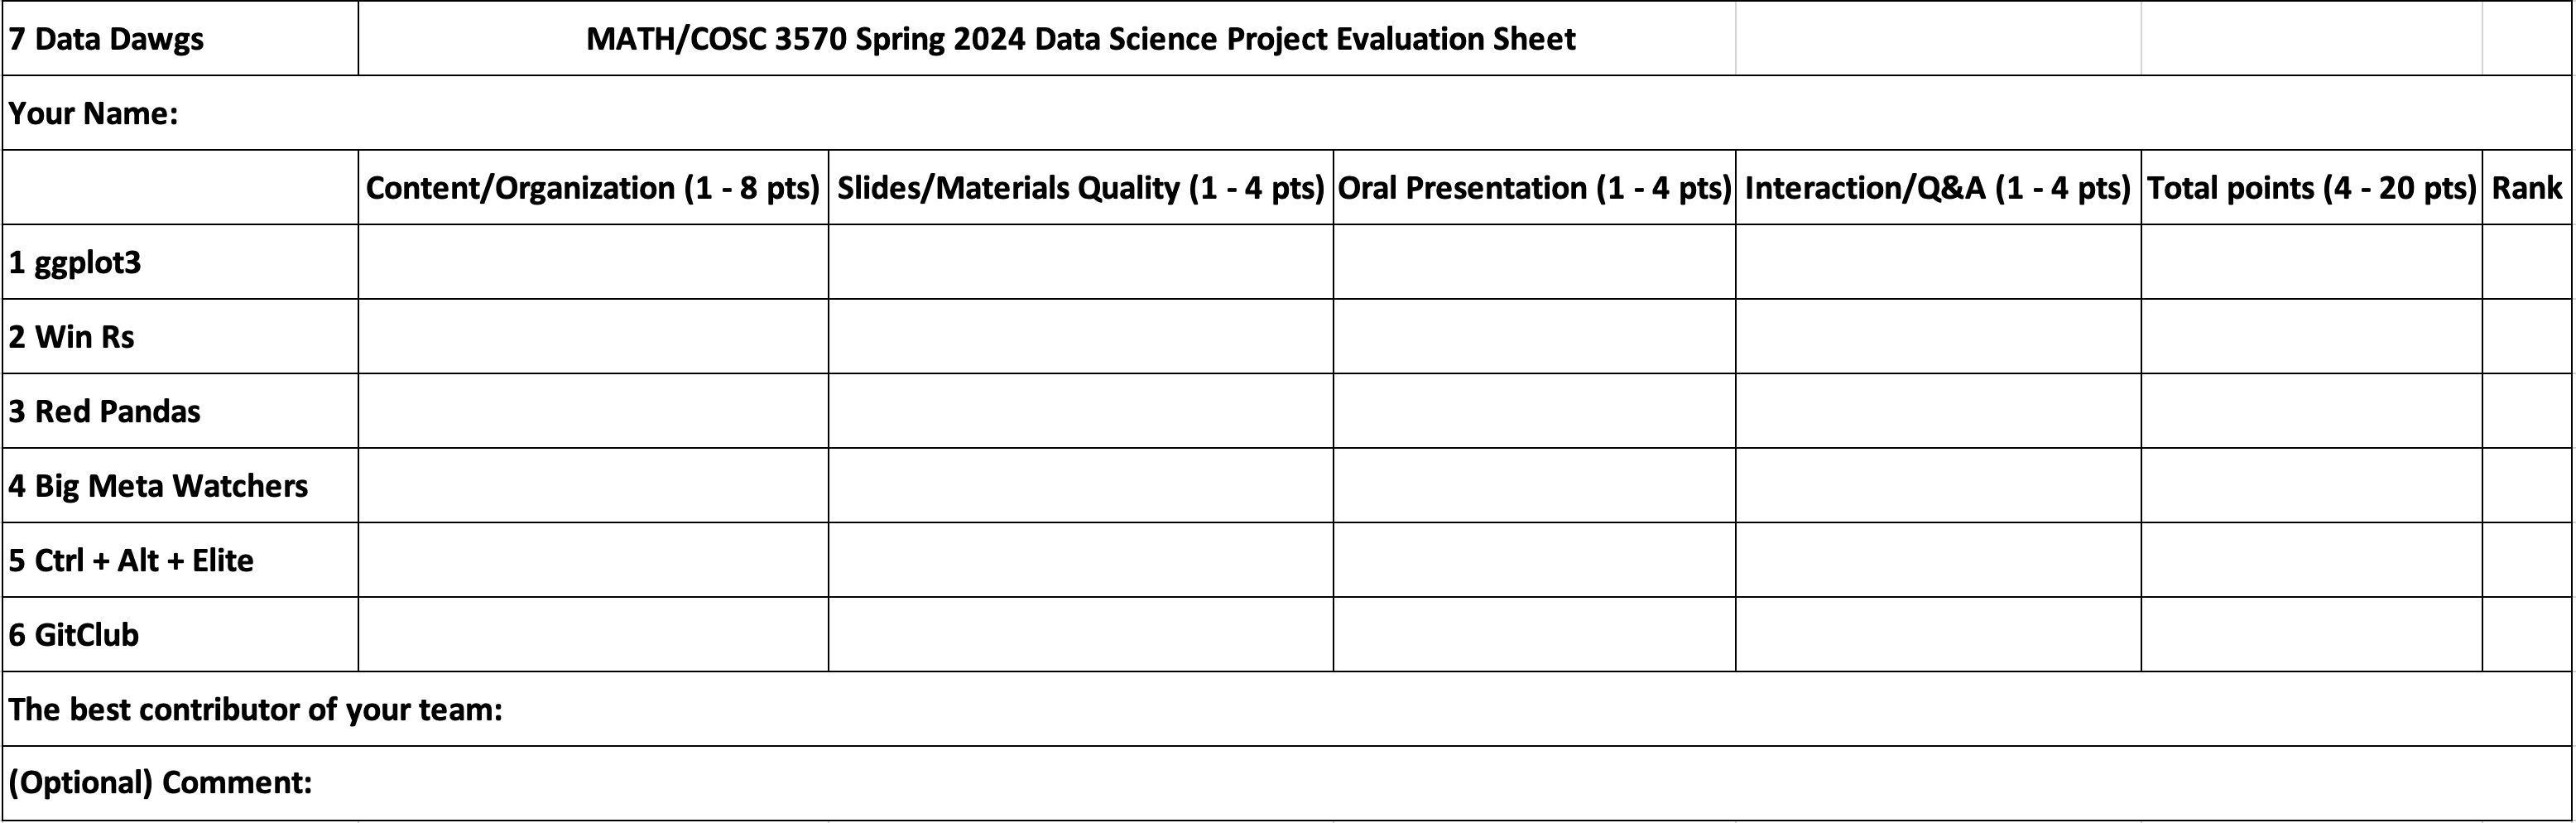 7 Data Dawgs MATH/COSC 3570 Spring 2024 Data Science Project Evaluation Sheet
Your Name:
Content/Organization (1 - 8 pts) Slides/Materials Quality (1 - 4 pts) Oral Presentation (1 - 4 pts) Interaction/Q&A (1 - 4 pts) Total points (4 - 20 pts) Rank
1 ggplot3
2 Win Rs
3 Red Pandas
4 Big Meta Watchers
5 Ctrl + Alt + Elite
6 GitClub
The best contributor of your team:
(Optional) Comment: